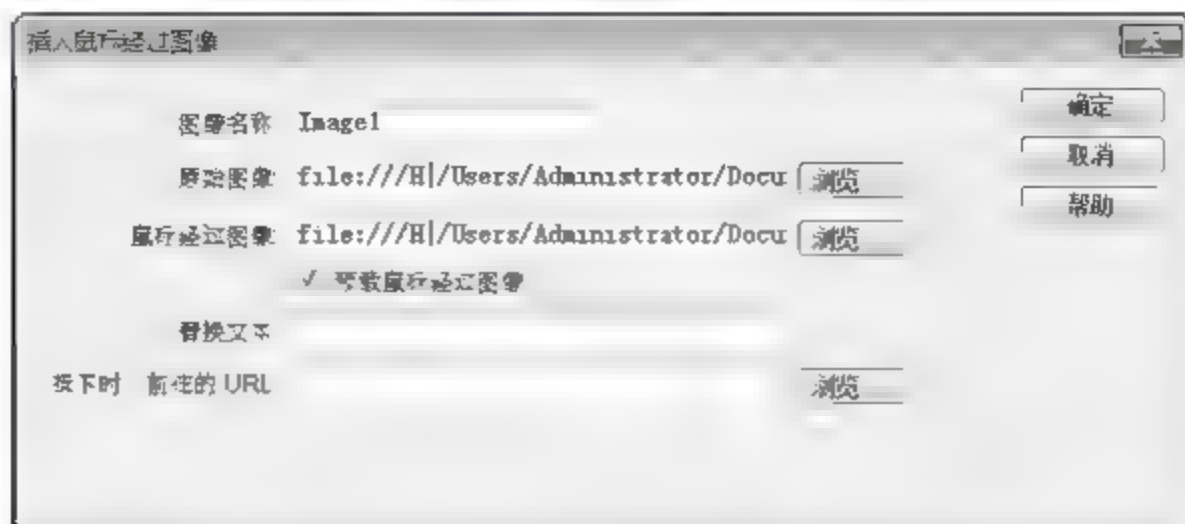 插入鼠标经过图像
图像名称 Image1
原始图像 file:///H|/Users/Administrator/Docu 浏览
鼠标经过图像 file:///H|/Users/Administrator/Docu 浏览
√ 预载鼠标经过图像
替换文本
按下时 前往的 URL 浏览
确定
取消
帮助